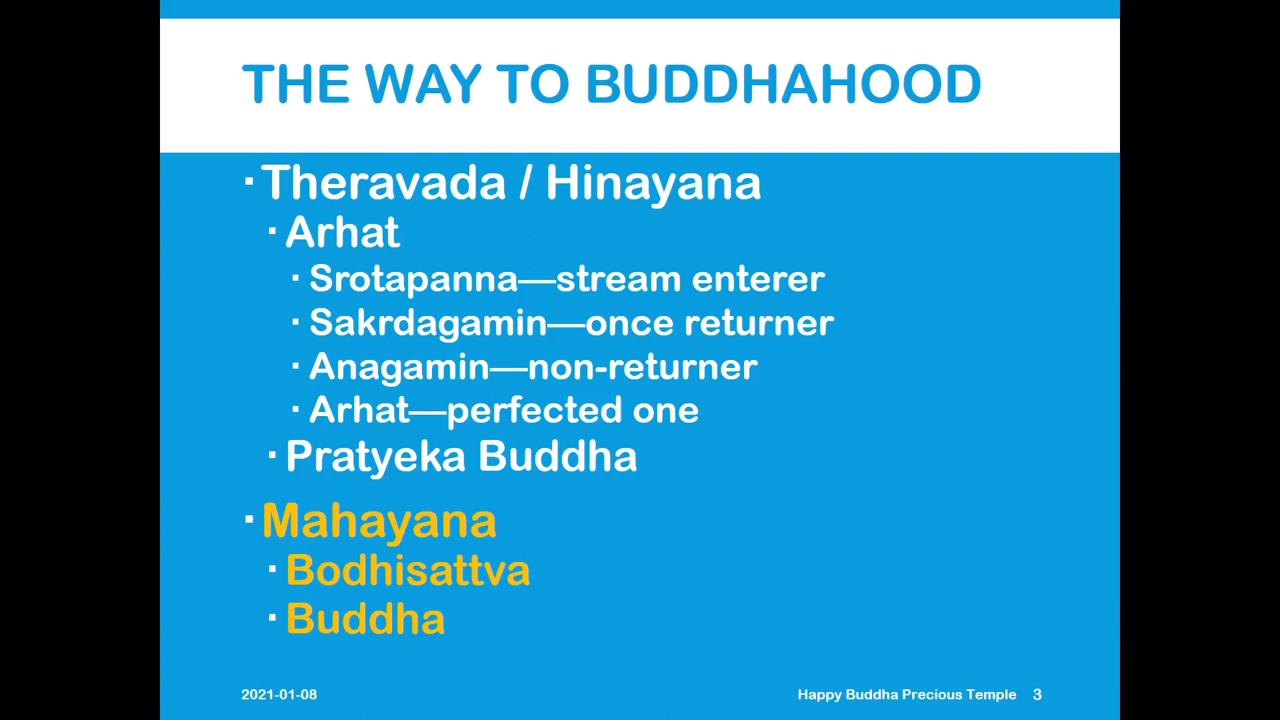 THE WAY TO BUDDHAHOOD
▪ Theravada / Hinayana
▪ Arhat
▪ Srotapanna—stream enterer
▪ Sakrdagamin—once returner
▪ Anagamin—non-returner
▪ Arhat—perfected one
▪ Pratyeka Buddha
▪ Mahayana
▪ Bodhisattva
▪ Buddha
2021-01-08
Happy Buddha Precious Temple 3